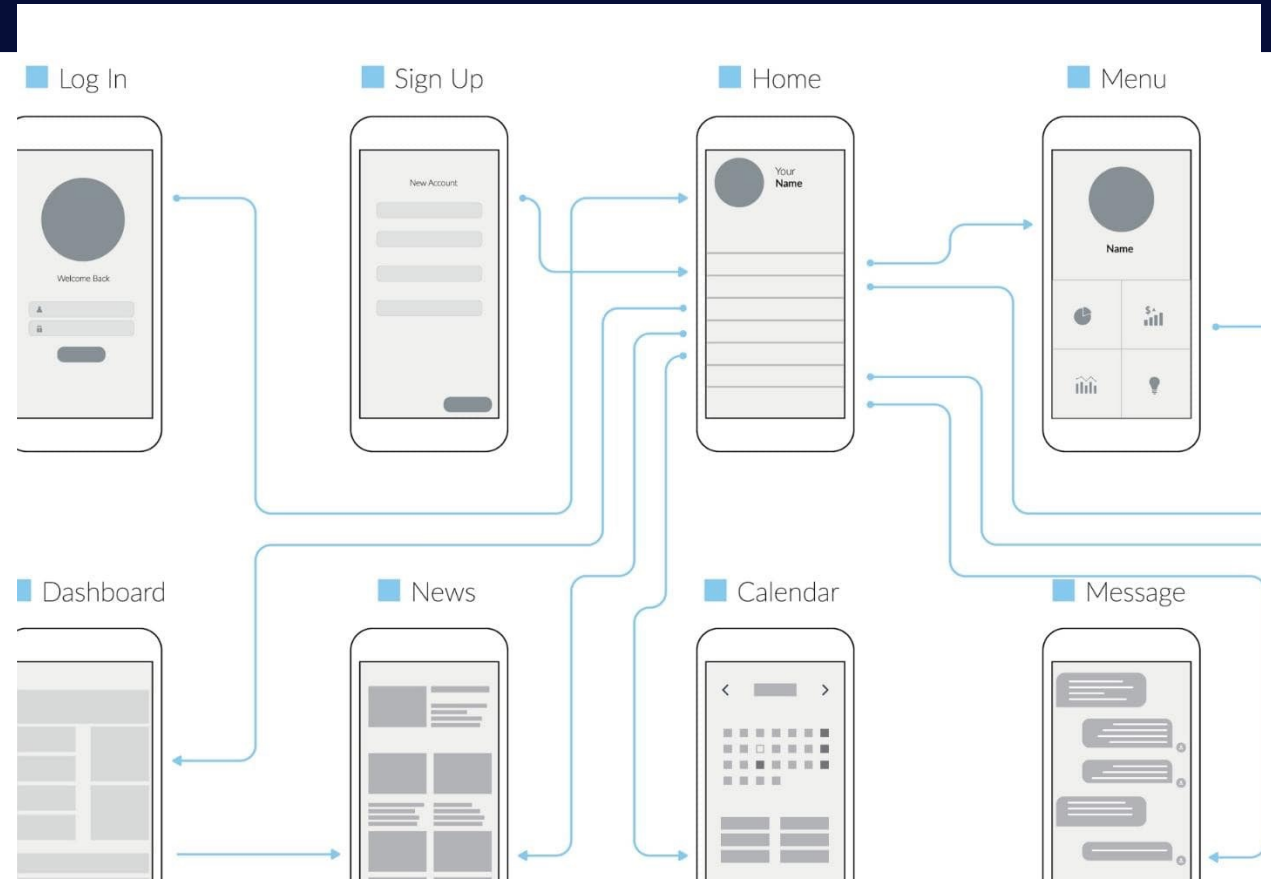 Log In
Sign Up
Home
Menu
Welcome Back
New Account
Your
Name
Name
$
Dashboard
News
Calendar
Message